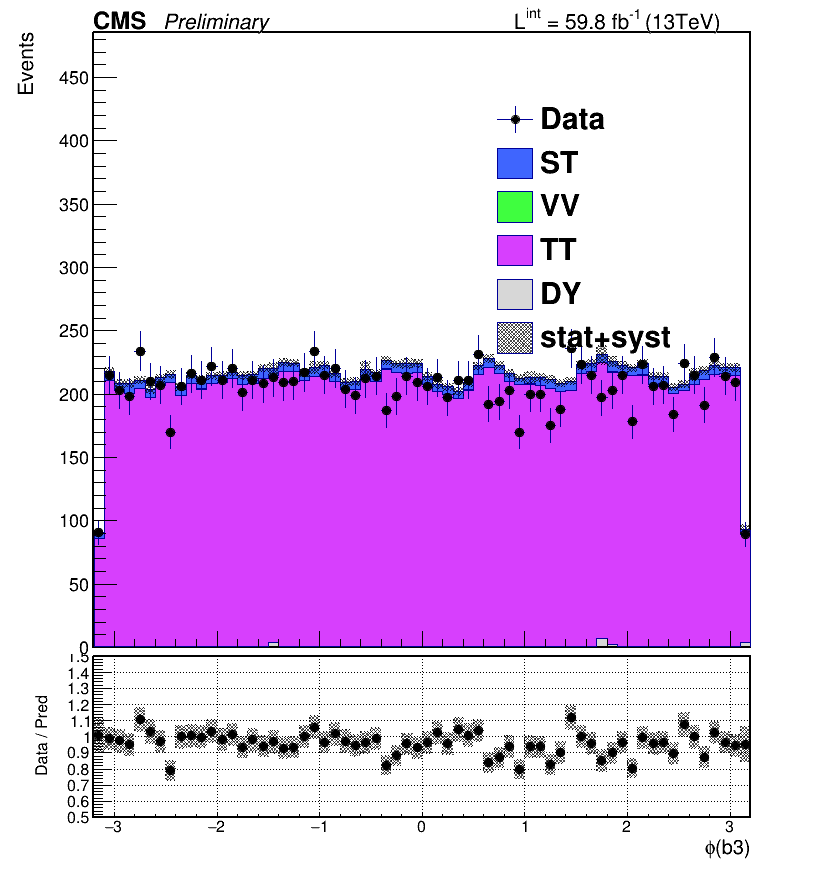 CMS Preliminary L^int = 59.8 fb^-1 (13TeV)
Events
450
400
350
300
250
200
150
100
50
0
Data
ST
VV
TT
DY
stat+syst
Data / Pred
1.5
1.4
1.3
1.2
1.1
1
0.9
0.8
0.7
0.6
0.5
−3 −2 −1 0 1 2 3
ϕ(b3)